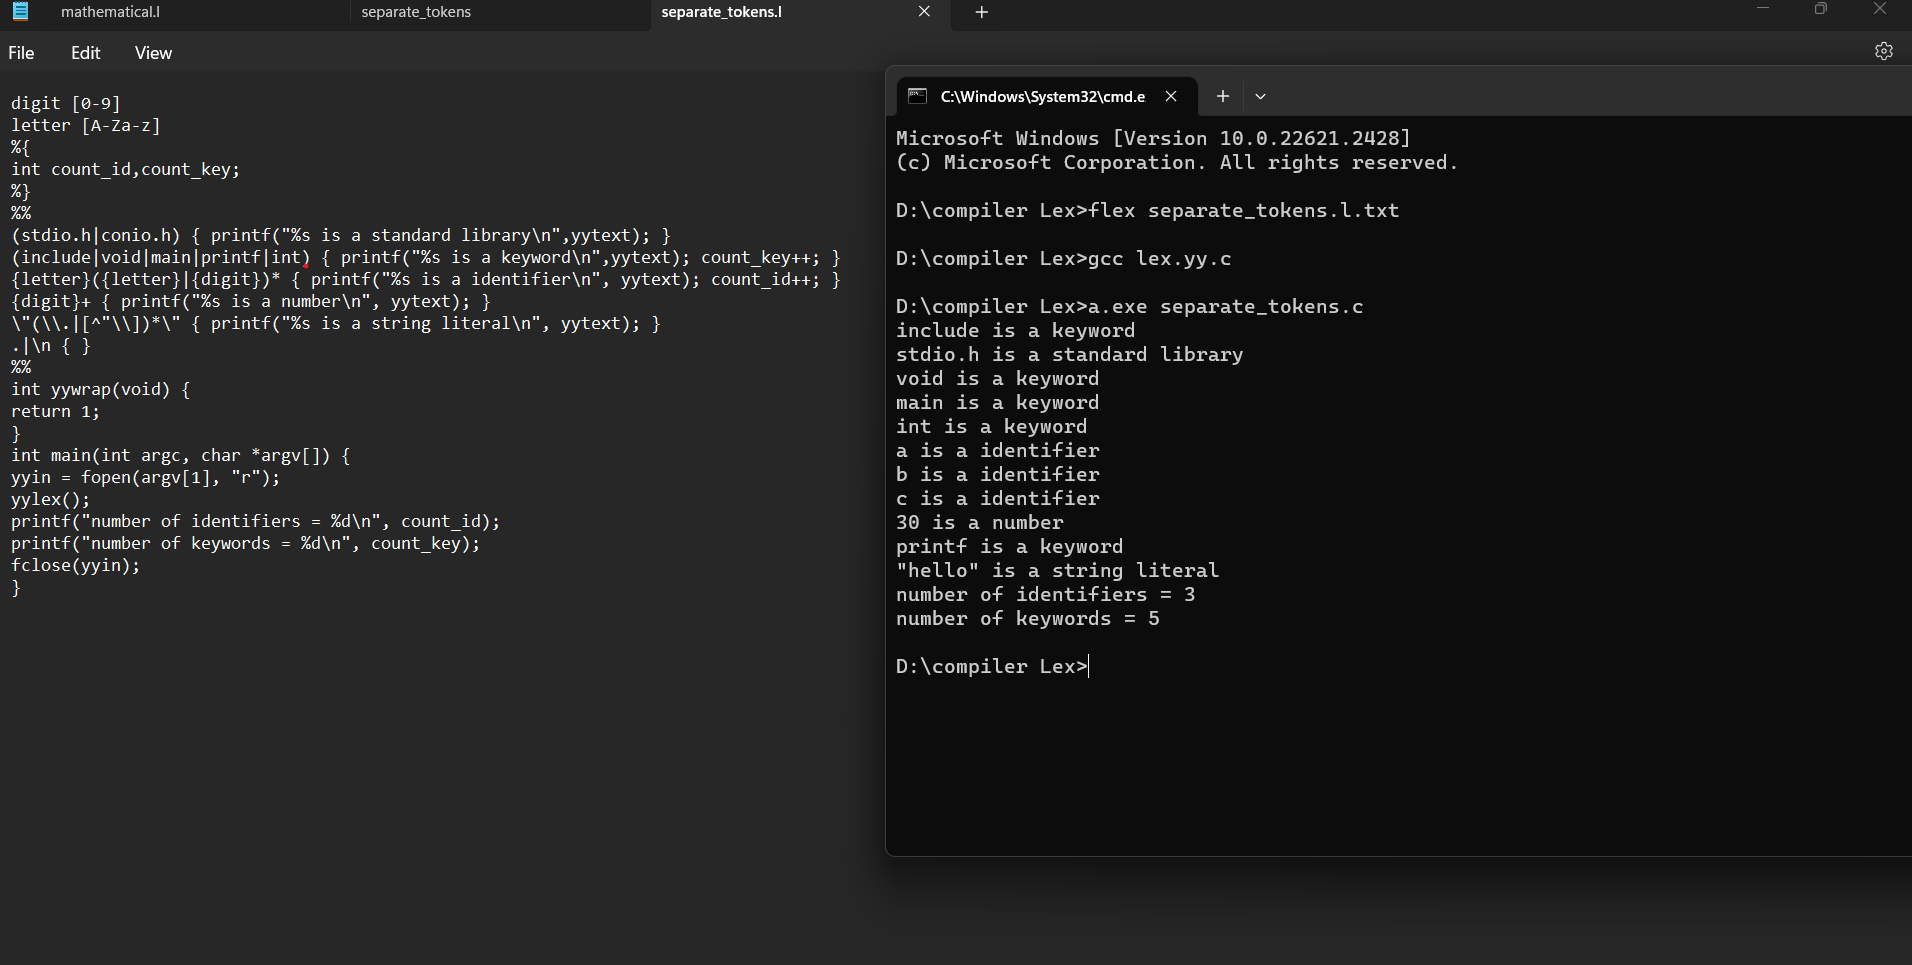 mathematical.l
separate_tokens
separate_tokens.l
File Edit View
digit [0-9]
letter [A-Za-z]
%{
int count_id,count_key;
%}
%%
(stdio.h|conio.h) { printf("%s is a standard library\n",yytext); }
(include|void|main|printf|int) { printf("%s is a keyword\n",yytext); count_key++; }
{letter}({letter}|{digit})* { printf("%s is a identifier\n", yytext); count_id++; }
{digit}+ { printf("%s is a number\n", yytext); }
\"(\\.|[^"\\])*\" { printf("%s is a string literal\n", yytext); }
.|\n { }
%%
int yywrap(void) {
return 1;
}
int main(int argc, char *argv[]) {
yyin = fopen(argv[1], "r");
yylex();
printf("number of identifiers = %d\n", count_id);
printf("number of keywords = %d\n", count_key);
fclose(yyin);
}
C:\Windows\System32\cmd.e
Microsoft Windows [Version 10.0.22621.2428]
(c) Microsoft Corporation. All rights reserved.
D:\compiler Lex>flex separate_tokens.l.txt
D:\compiler Lex>gcc lex.yy.c
D:\compiler Lex>a.exe separate_tokens.c
include is a keyword
stdio.h is a standard library
void is a keyword
main is a keyword
int is a keyword
a is a identifier
b is a identifier
c is a identifier
30 is a number
printf is a keyword
"hello" is a string literal
number of identifiers = 3
number of keywords = 5
D:\compiler Lex>